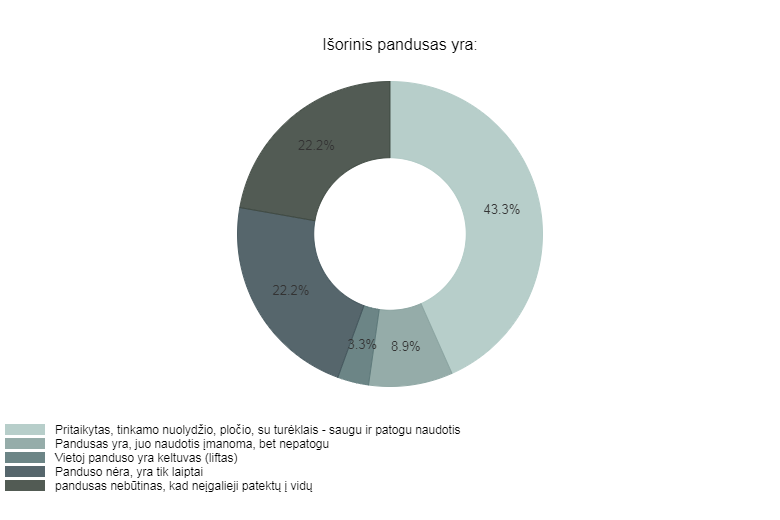 Išorinis pandusas yra:
22.2%
43.3%
22.2%
3.3%
8.9%
Pritaikytas, tinkamo nuolydžio, pločio, su turėklais - saugu ir patogu naudotis
Pandusas yra, juo naudotis įmanoma, bet nepatogu
Vietoj panduso yra keltuvas (liftas)
Panduso nėra, yra tik laiptai
pandusas nebūtinas, kad neįgalieji patektų į vidų